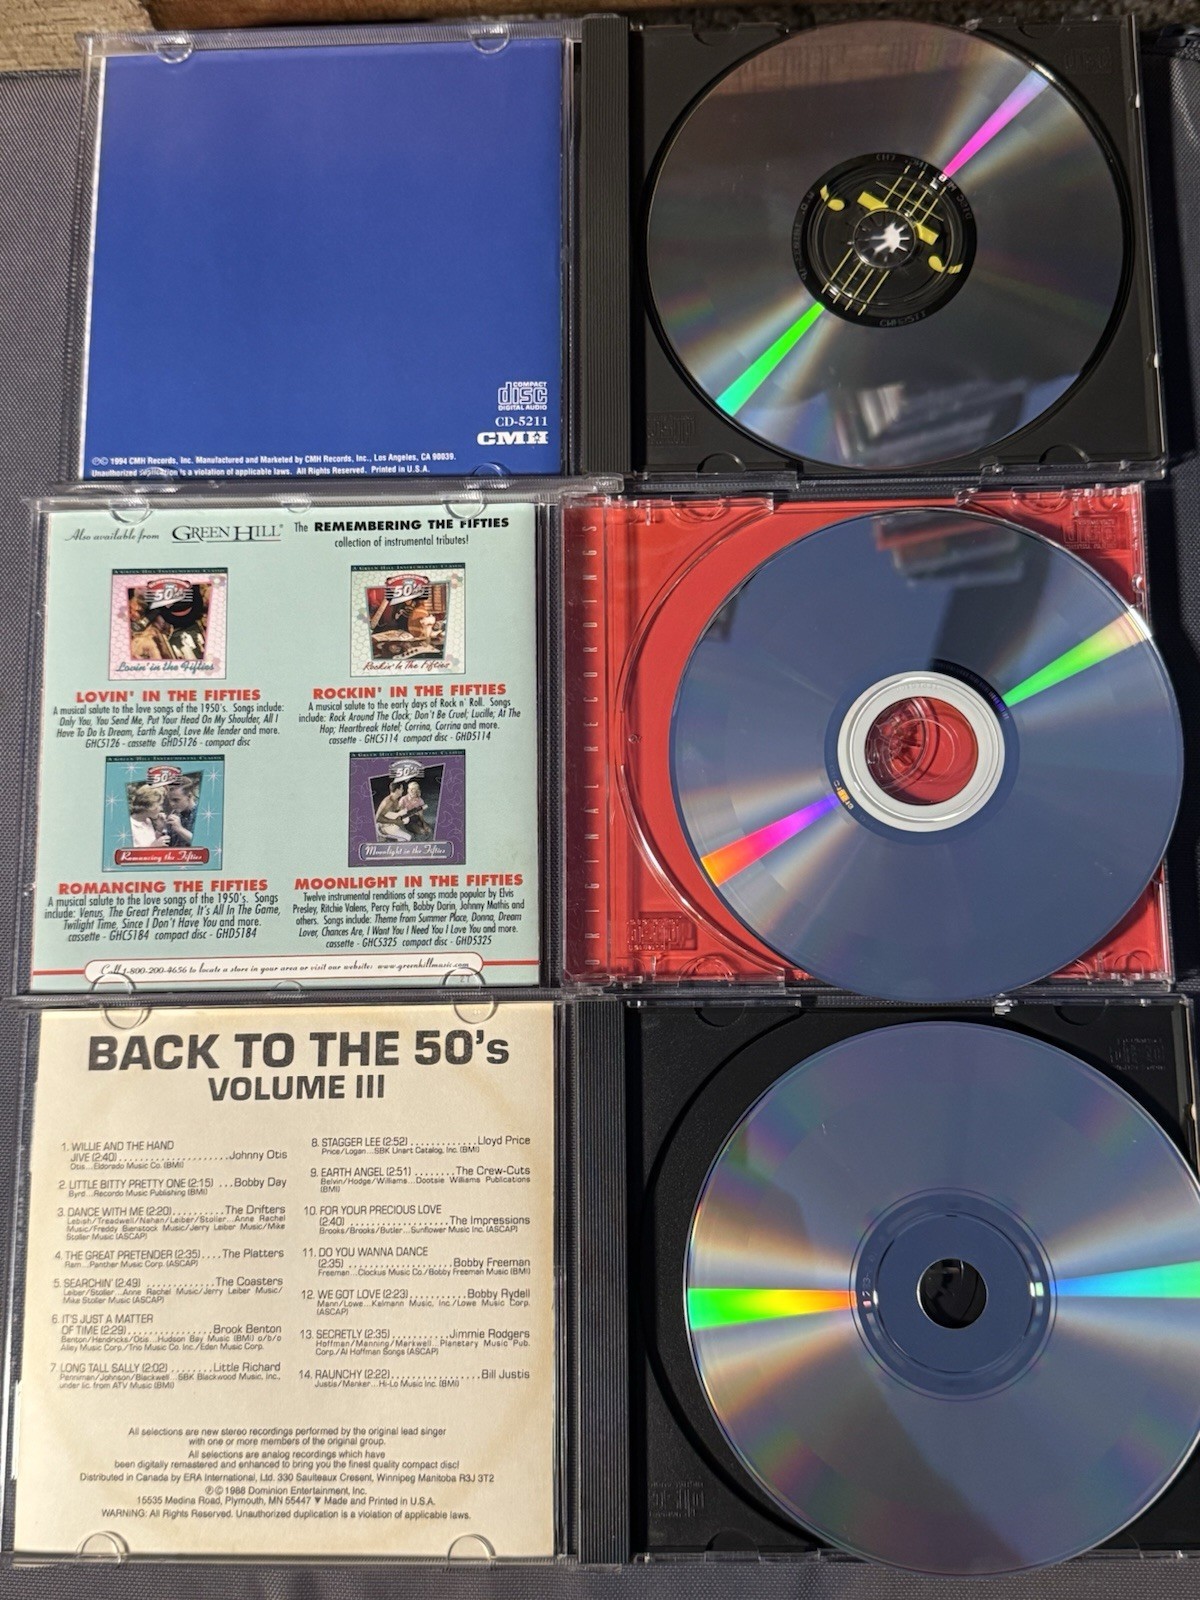 COMPACT
disc
DIGITAL AUDIO
CD-5211
CMH
℗© 1994 CMH Records, Inc. Manufactured and Marketed by CMH Records, Inc., Los Angeles, CA 90039.
Unauthorized duplication is a violation of applicable laws. All Rights Reserved. Printed in U.S.A.
Also available from GREEN HILL® The REMEMBERING THE FIFTIES
collection of instrumental tributes!
50's
Lovin' in the Fifties
LOVIN' IN THE FIFTIES
A musical salute to the love songs of the 1950's. Songs include:
Only You, You Send Me, Put Your Head On My Shoulder, All I
Have To Do Is Dream, Earth Angel, Love Me Tender and more.
GHC5126 - cassette GHD5126 - compact disc
50's
Rockin' In The Fifties
ROCKIN' IN THE FIFTIES
A musical salute to the early days of Rock n' Roll. Songs
include: Rock Around The Clock; Don't Be Cruel; Lucille; At The
Hop; Heartbreak Hotel; Corrina, Corrina and more.
cassette - GHC5114 compact disc - GHD5114
50's
Romancing the Fifties
ROMANCING THE FIFTIES
A musical salute to the love songs of the 1950's. Songs
include: Venus, The Great Pretender, It's All In The Game,
Twilight Time, Since I Don't Have You and more.
cassette - GHC5184 compact disc - GHD5184
50's
Moonlight in the Fifties
MOONLIGHT IN THE FIFTIES
Twelve instrumental renditions of songs made popular by Elvis
Presley, Ritchie Valens, Percy Faith, Bobby Darin, Johnny Mathis and
others. Songs include: Theme from Summer Place, Donna, Dream
Lover, Chances Are, I Want You I Need You I Love You and more.
cassette - GHC5325 compact disc - GHD5325
Call 1-800-200-4656 to locate a store in your area or visit our website: www.greenhillmusic.com
ORIGINAL RECORDINGS
BACK TO THE 50's
VOLUME III
1. WILLIE AND THE HAND
JIVE (2:40) ..................... Johnny Otis
Otis...Eldorado Music Co. (BMI)
2. LITTLE BITTY PRETTY ONE (2:15) ...Bobby Day
Byrd...Recordo Music Publishing (BMI)
3. DANCE WITH ME (2:20)...........The Drifters
Lebish/Treadwell/Nahan/Leiber/Stoller...Anne Rachel
Music/Freddy Bienstock Music/Jerry Leiber Music/Mike
Stoller Music (ASCAP)
4. THE GREAT PRETENDER (2:35)....The Platters
Ram...Panther Music Corp. (ASCAP)
5. SEARCHIN' (2:49) ..............The Coasters
Leiber/Stoller...Anne Rachel Music/Jerry Leiber Music/
Mike Stoller Music (ASCAP)
6. IT'S JUST A MATTER
OF TIME (2:29)................Brook Benton
Benton/Hendricks/Otis...Hudson Bay Music (BMI) o/b/o
Alley Music Corp./Trio Music Co. Inc./Eden Music Corp.
7. LONG TALL SALLY (2:02) ........Little Richard
Penniman/Johnson/Blackwell...SBK Blackwood Music, Inc.,
under lic. from ATV Music (BMI)
8. STAGGER LEE (2:52)............Lloyd Price
Price/Logan...SBK Unart Catalog, Inc. (BMI)
9. EARTH ANGEL (2:51) ........The Crew-Cuts
Belvin/Hodge/Williams...Dootsie Williams Publications
(BMI)
10. FOR YOUR PRECIOUS LOVE
(2:40) ...................The Impressions
Brooks/Brooks/Butler...Sunflower Music Inc. (ASCAP)
11. DO YOU WANNA DANCE
(2:35) ...................Bobby Freeman
Freeman...Clockus Music Co./Bobby Freeman Music (BMI)
12. WE GOT LOVE (2:23)..........Bobby Rydell
Mann/Lowe...Kalmann Music, Inc./Lowe Music Corp.
(ASCAP)
13. SECRETLY (2:35)...........Jimmie Rodgers
Hoffman/Manning/Markwell...Planetary Music Pub.
Corp./Al Hoffman Songs (ASCAP)
14. RAUNCHY (2:22)................Bill Justis
Justis/Manker...Hi-Lo Music Inc. (BMI)
All selections are new stereo recordings performed by the original lead singer
with one or more members of the original group.
All selections are analog recordings which have
been digitally remastered and enhanced to bring you the finest quality compact disc!
Distributed in Canada by ERA International, Ltd. 330 Saulteaux Cresent, Winnipeg Manitoba R3J 3T2
℗© 1988 Dominion Entertainment, Inc.
15535 Medina Road, Plymouth, MN 55447 ▼ Made and Printed in U.S.A.
WARNING: All Rights Reserved. Unauthorized duplication is a violation of applicable laws.